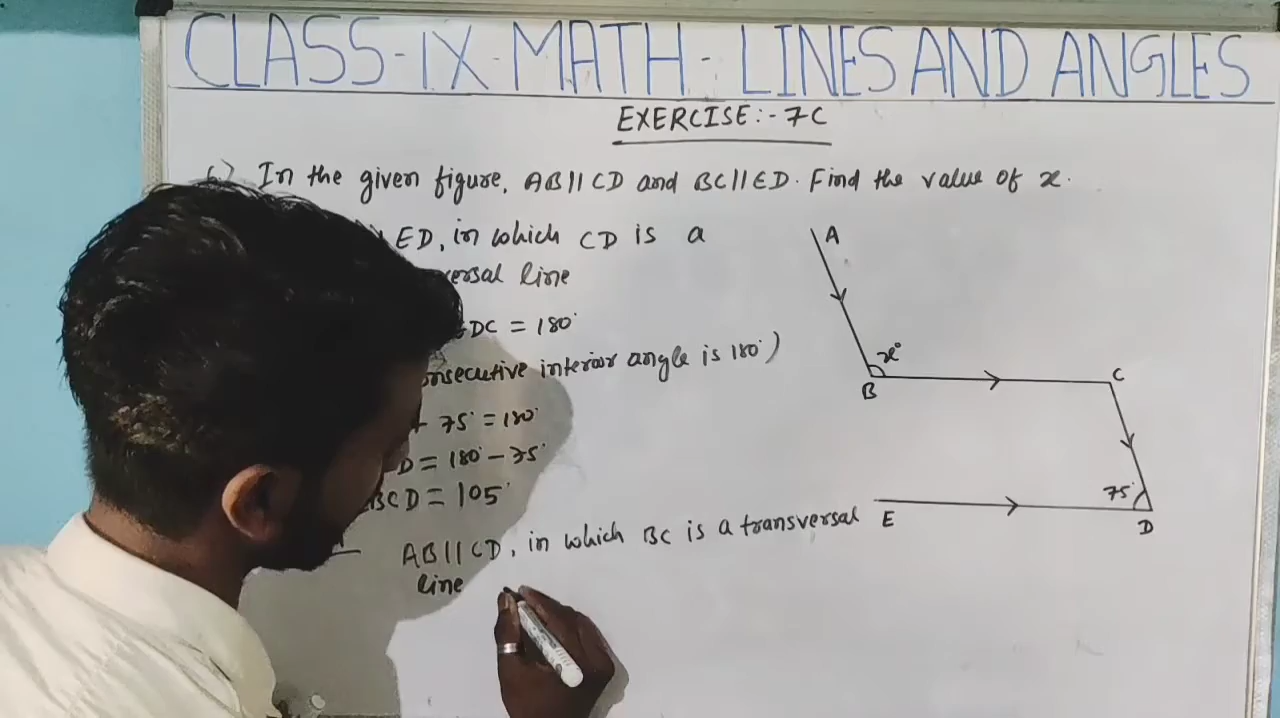 CLASS-IX-MATH-LINES AND ANGLES
EXERCISE:-7C
In the given figure, AB||CD and BC||ED. Find the value of x.
ED, in which CD is a
line
DC = 180°
interior angle is 180°)
+ 75° = 180°
D = 180° - 75°
BCD = 105°
AB||CD, in which BC is a transversal
line
A
x°
B
C
75°
E
D